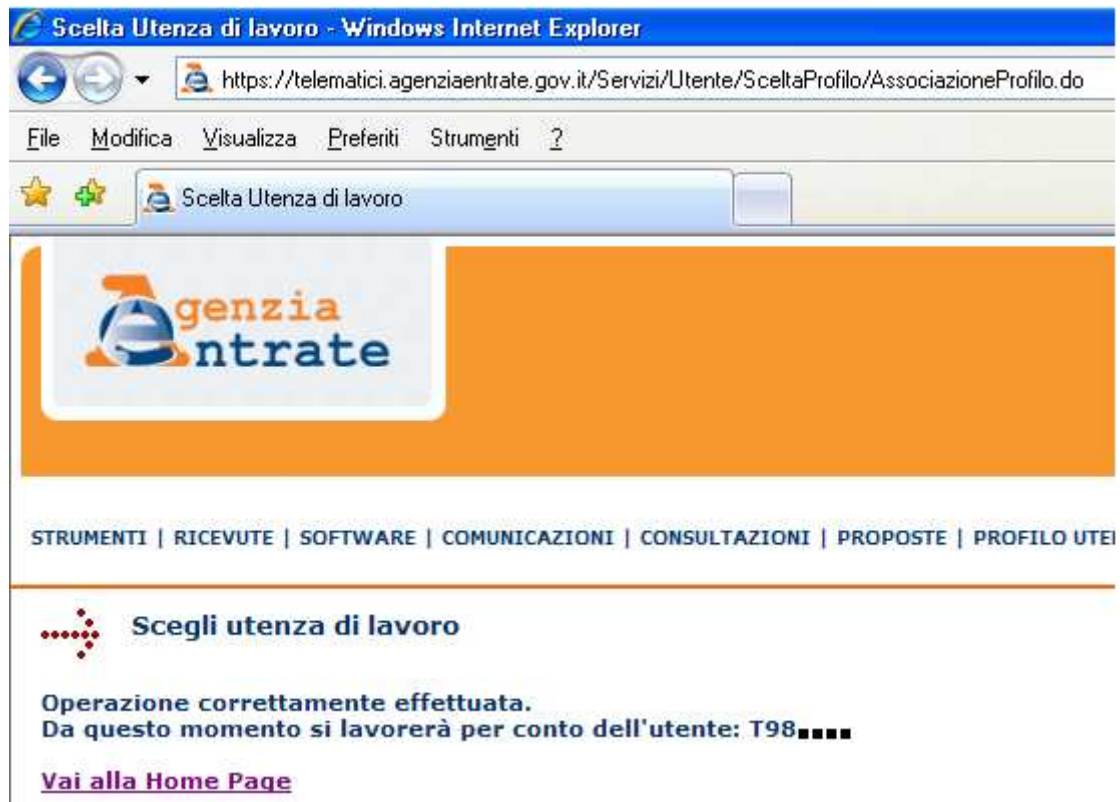 Scelta Utenza di lavoro - Windows Internet Explorer
https://telematici.agenziaentrate.gov.it/Servizi/Utente/SceltaProfilo/AssociazioneProfilo.do
File Modifica Visualizza Preferiti Strumenti ?
Scelta Utenza di lavoro
Agenzia
Entrate
STRUMENTI | RICEVUTE | SOFTWARE | COMUNICAZIONI | CONSULTAZIONI | PROPOSTE | PROFILO UTE
Scegli utenza di lavoro
Operazione correttamente effettuata.
Da questo momento si lavorerà per conto dell'utente: T98
Vai alla Home Page